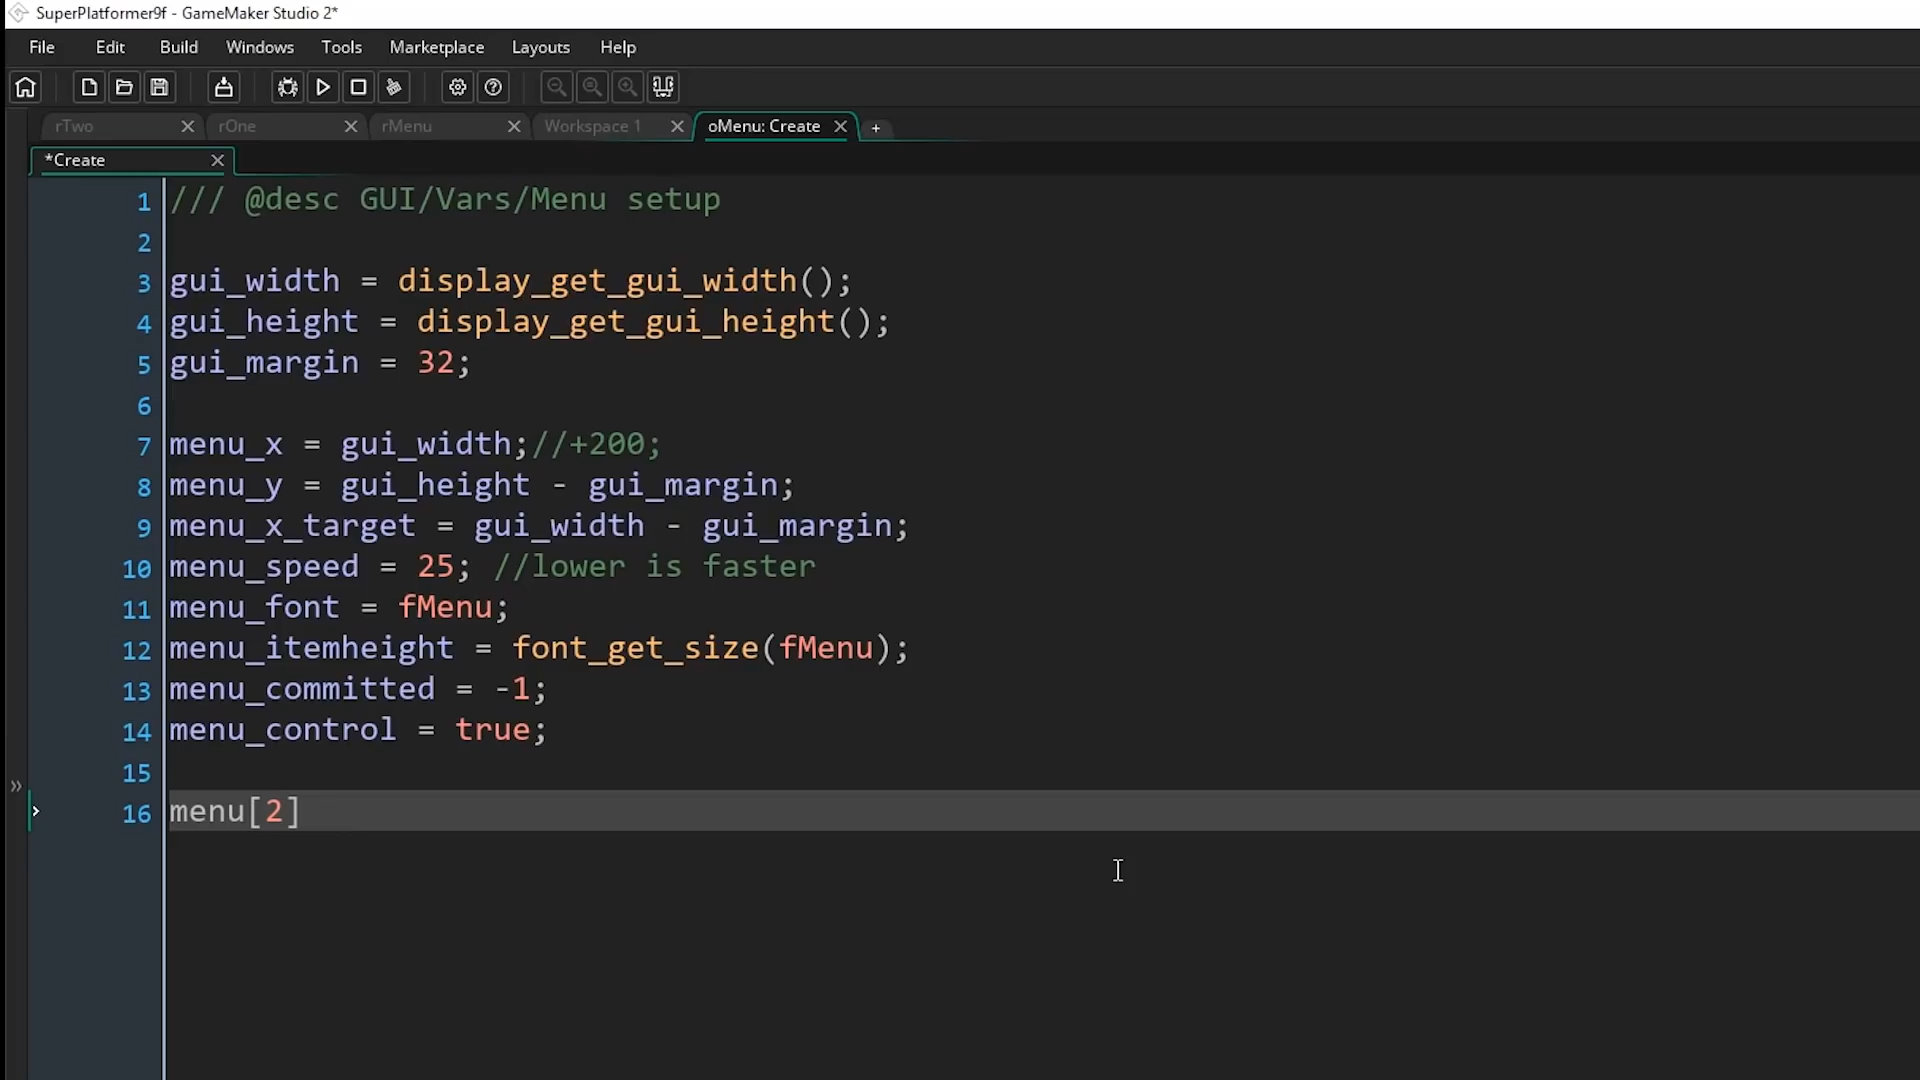 SuperPlatformer9f - GameMaker Studio 2*
File Edit Build Windows Tools Marketplace Layouts Help
rTwo rOne rMenu Workspace 1 oMenu: Create
*Create
1 /// @desc GUI/Vars/Menu setup
2
3 gui_width = display_get_gui_width();
4 gui_height = display_get_gui_height();
5 gui_margin = 32;
6
7 menu_x = gui_width;//+200;
8 menu_y = gui_height - gui_margin;
9 menu_x_target = gui_width - gui_margin;
10 menu_speed = 25; //lower is faster
11 menu_font = fMenu;
12 menu_itemheight = font_get_size(fMenu);
13 menu_committed = -1;
14 menu_control = true;
15
16 menu[2]